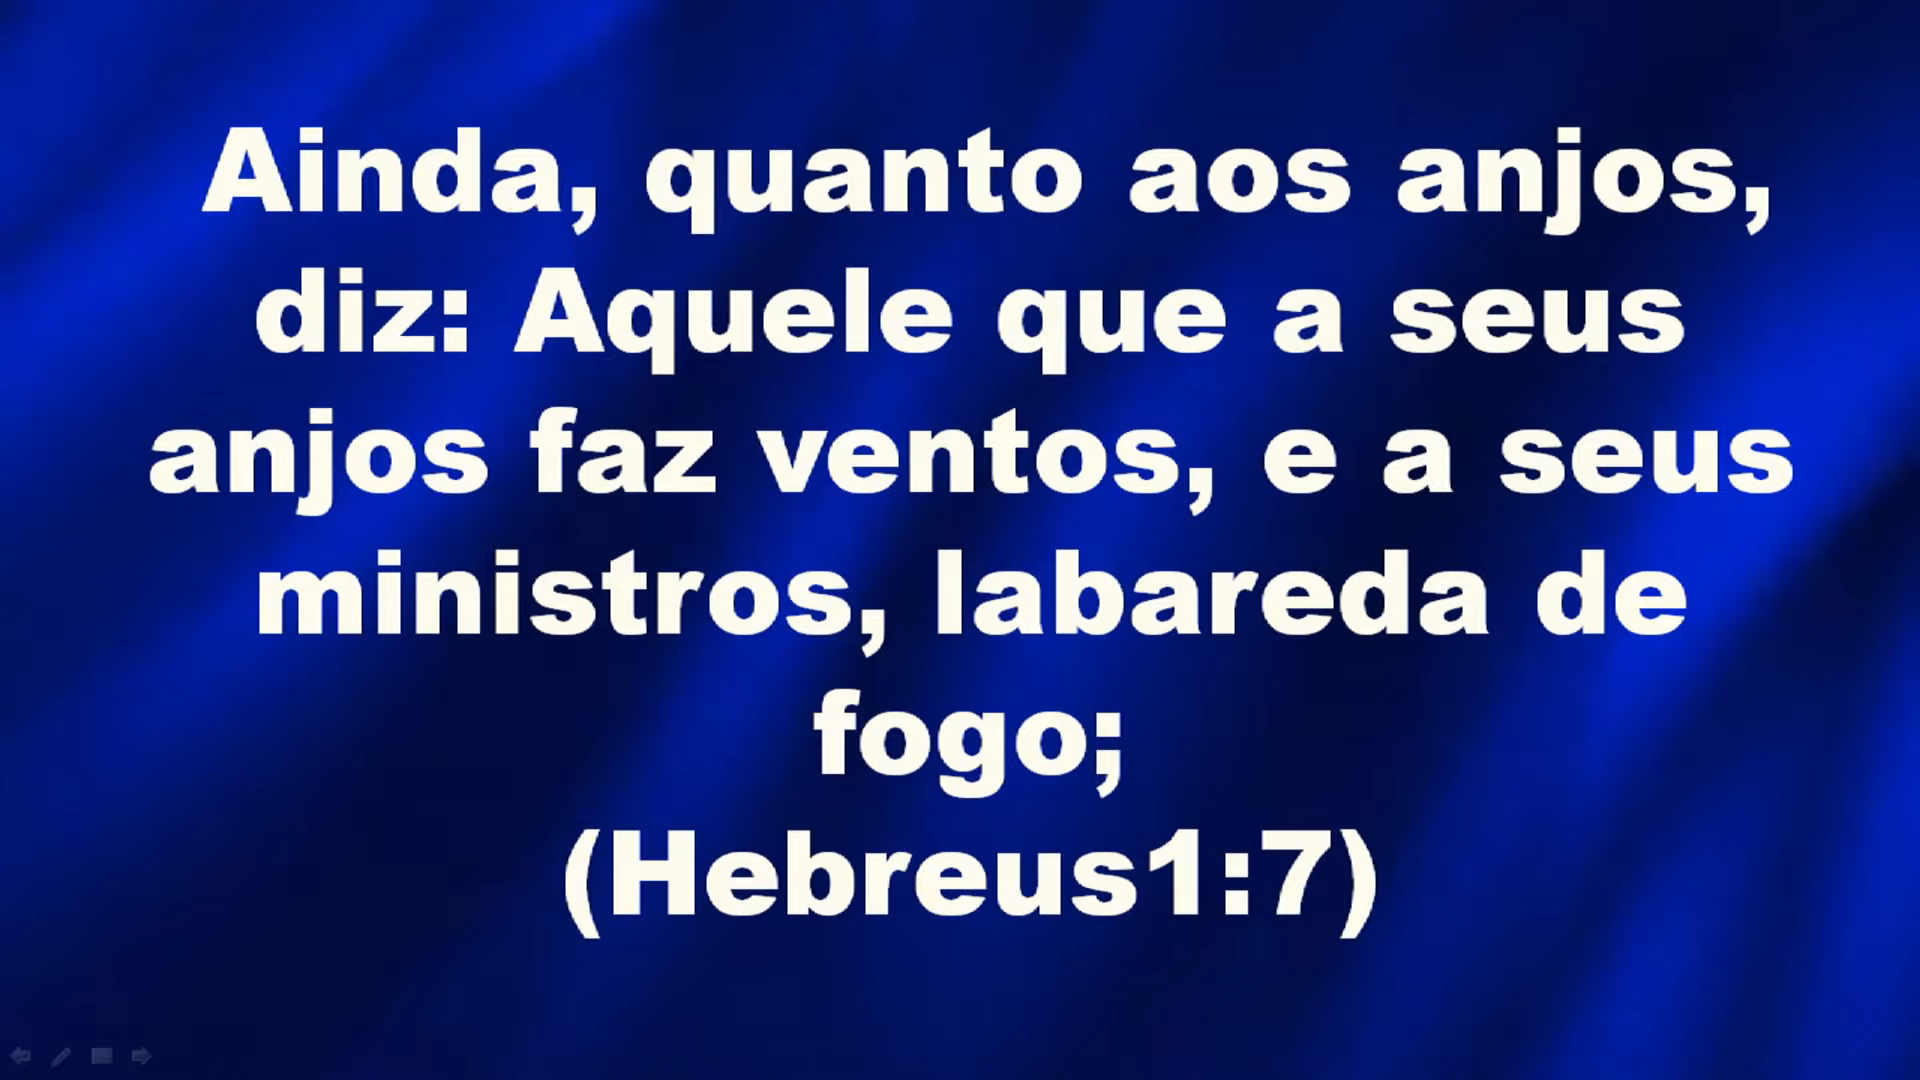 Ainda, quanto aos anjos,
diz: Aquele que a seus
anjos faz ventos, e a seus
ministros, labareda de
fogo;
(Hebreus1:7)